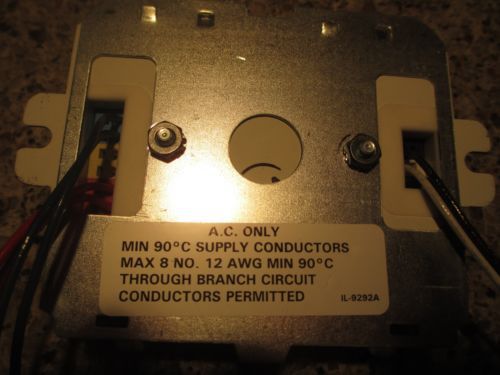 A.C. ONLY
MIN 90°C SUPPLY CONDUCTORS
MAX 8 NO. 12 AWG MIN 90°C
THROUGH BRANCH CIRCUIT
CONDUCTORS PERMITTED IL-9292A